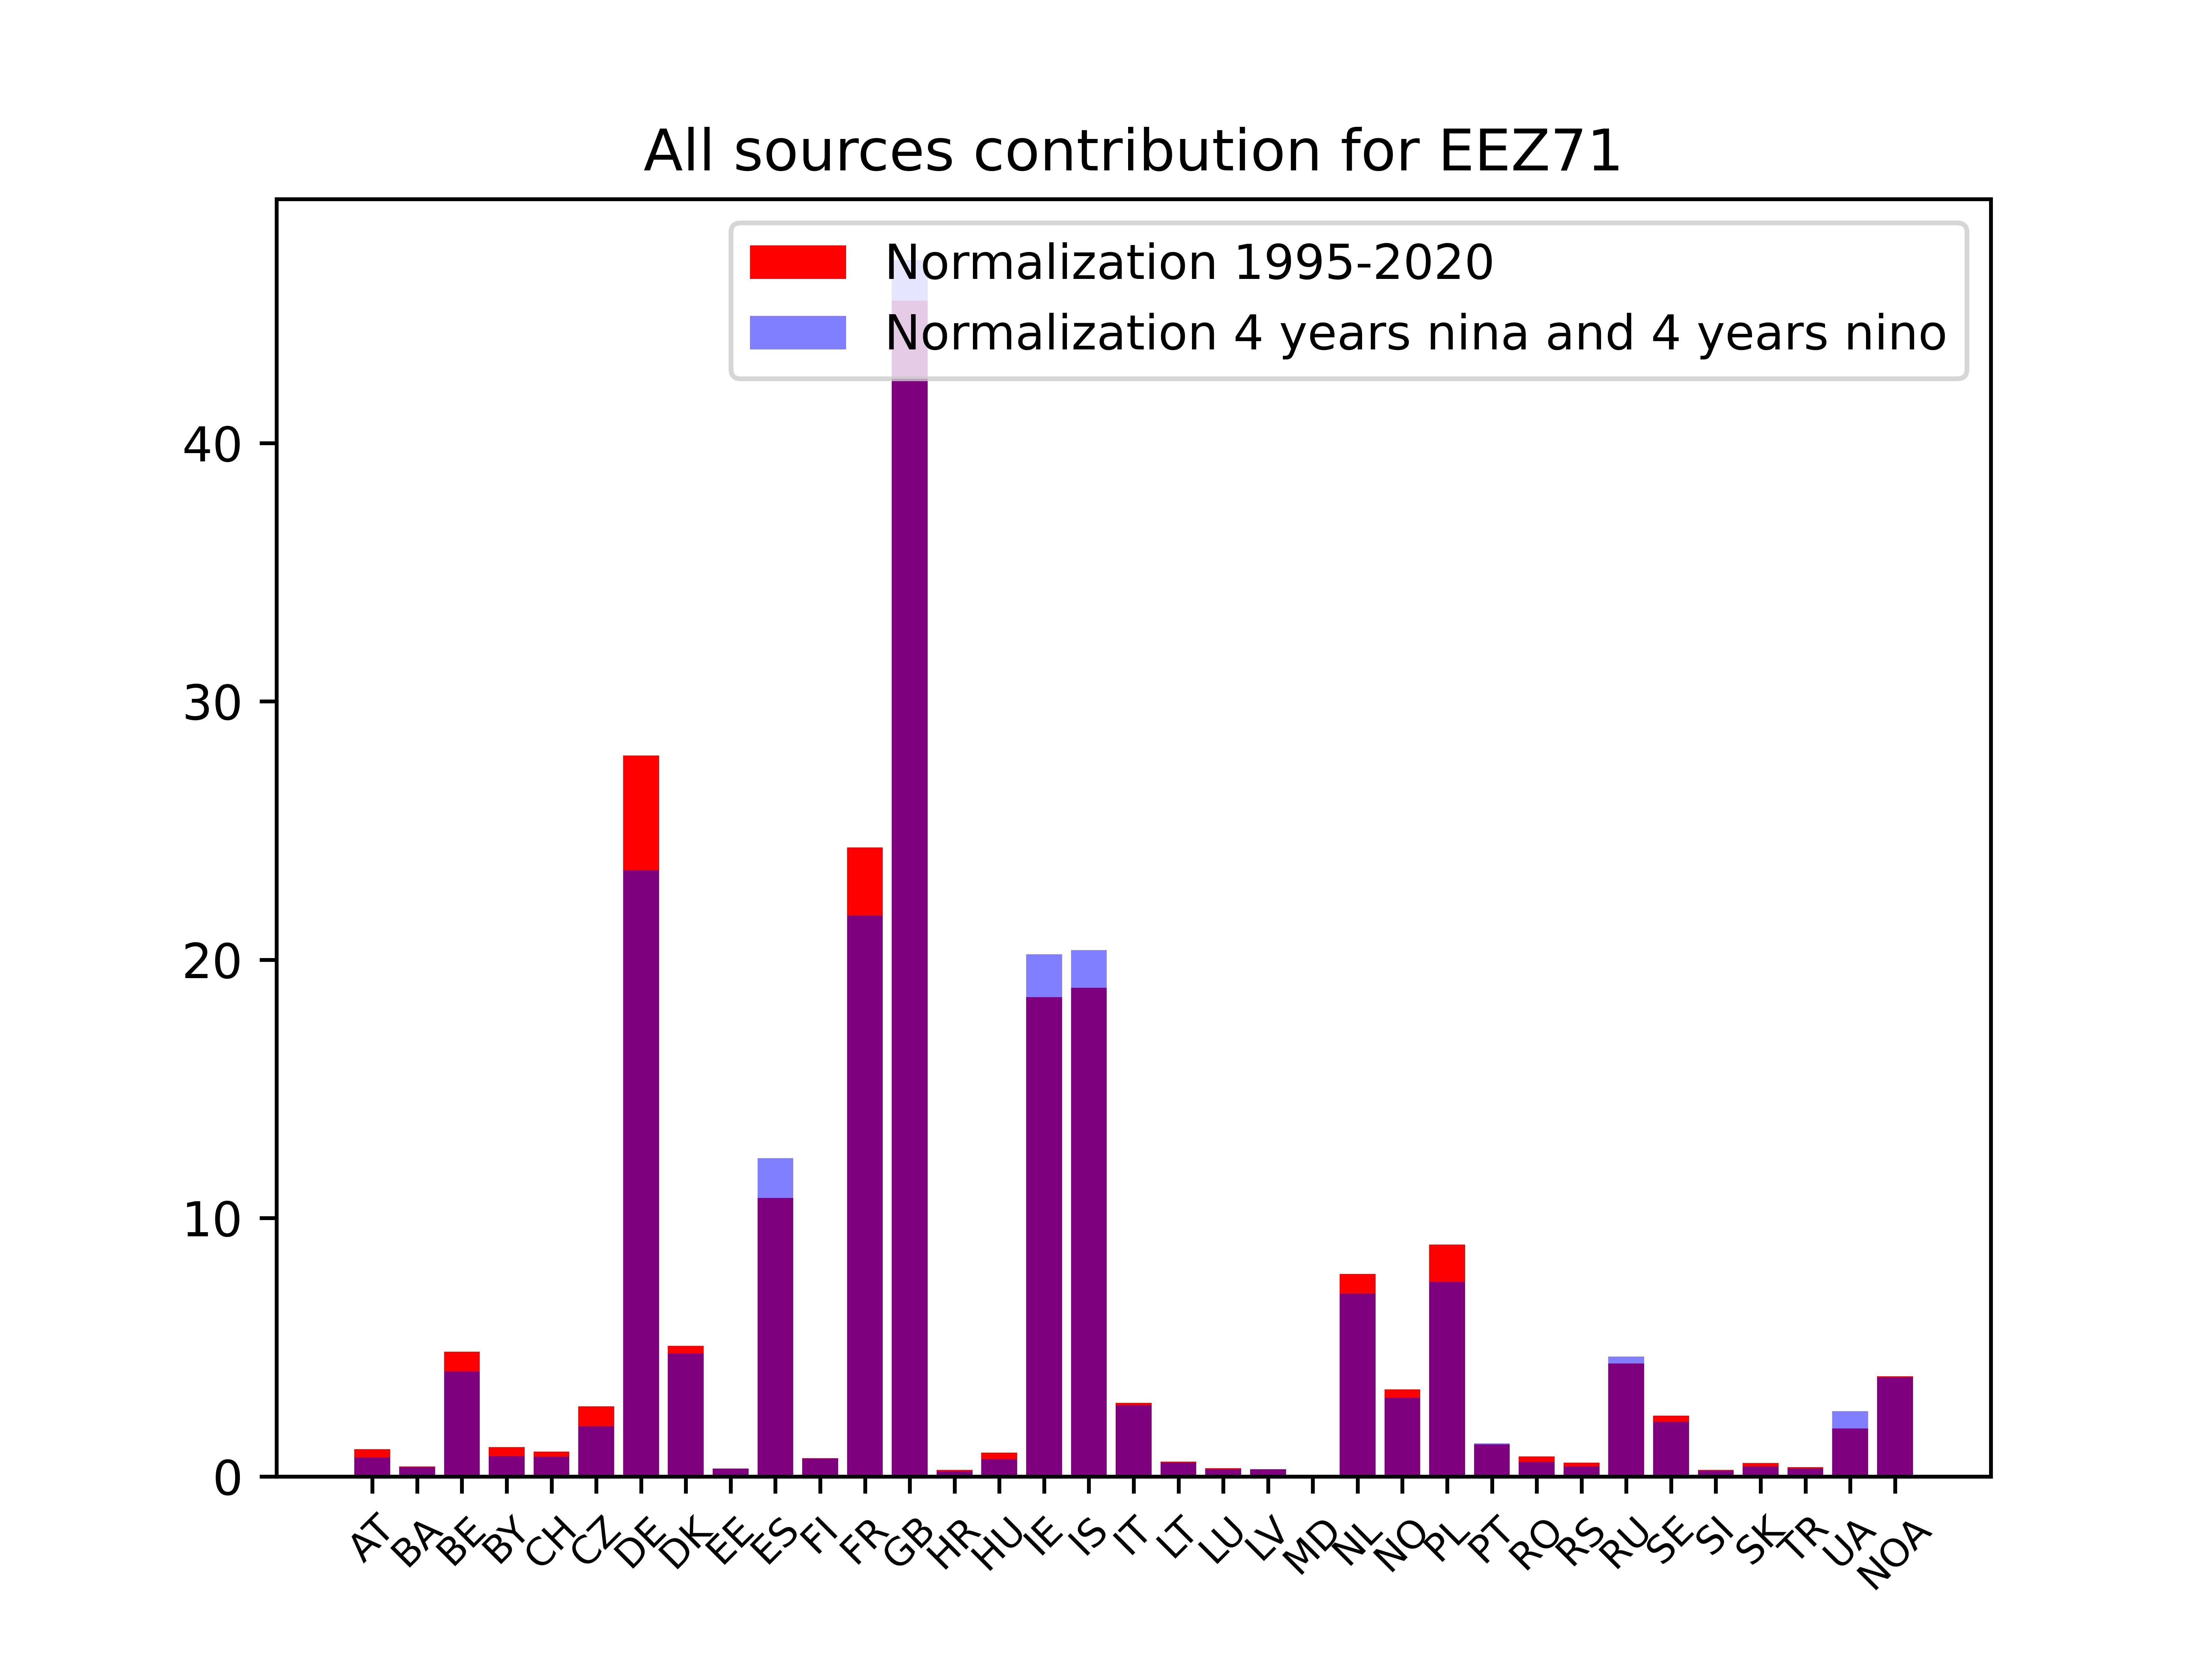 All sources contribution for EEZ71
Normalization 1995-2020
Normalization 4 years nina and 4 years nino
40
30
20
10
0
AT BA BE BY CH CZ DE DK EE ES FI FR GB HR HU IE IS IT LT LU LV MD NL NO PL PT RO RS RU SE SI SK TR UA NOA